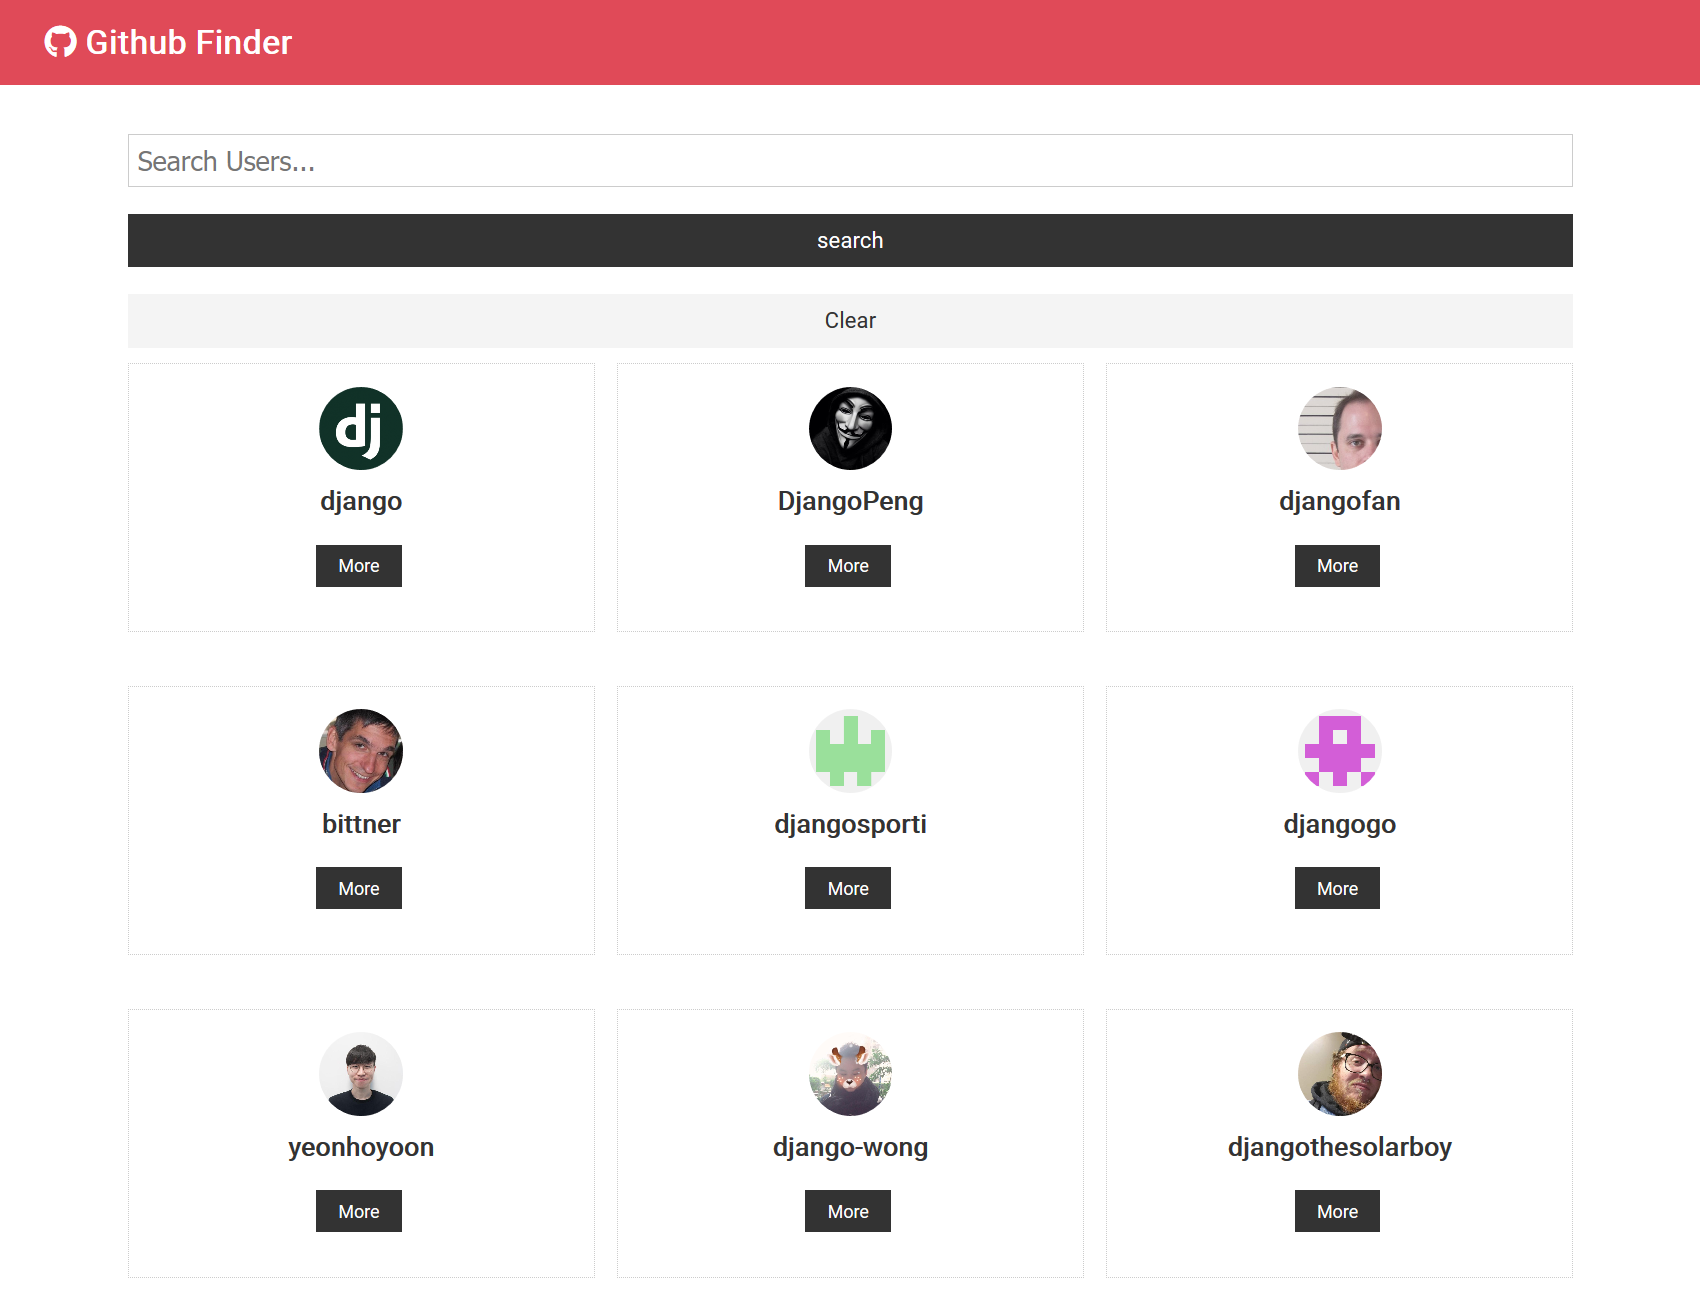 Github Finder
Search Users...
search
Clear
dj
django
More
DjangoPeng
More
djangofan
More
bittner
More
djangosporti
More
djangogo
More
yeonhoyoon
More
django-wong
More
djangothesolarboy
More